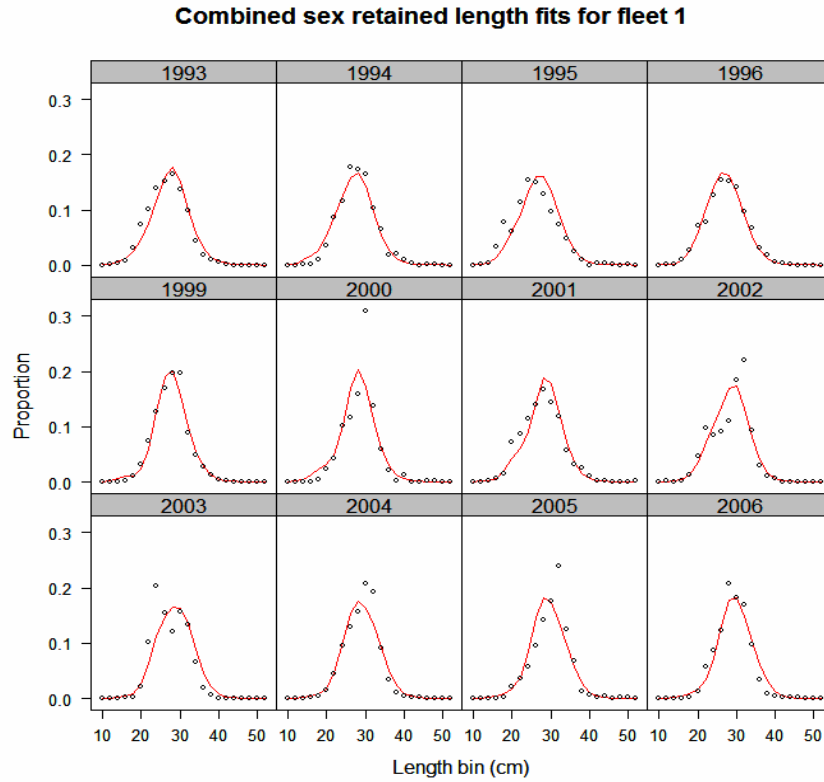 Combined sex retained length fits for fleet 1
1993 1994 1995 1996
0.3
0.2
0.1
0.0
1999 2000 2001 2002
0.3
0.2
0.1
0.0
Proportion
2003 2004 2005 2006
0.3
0.2
0.1
0.0
10 20 30 40 50 10 20 30 40 50 10 20 30 40 50 10 20 30 40 50
Length bin (cm)